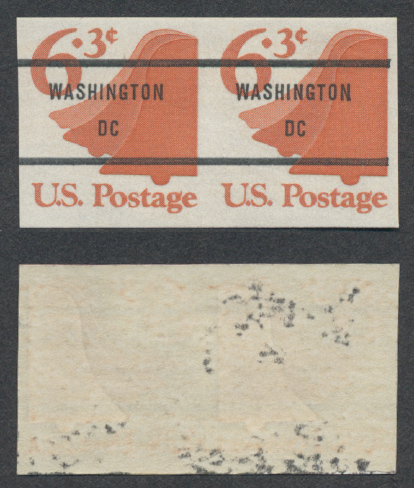 6·3¢ 6·3¢
WASHINGTON WASHINGTON
DC DC
U.S. Postage U.S. Postage